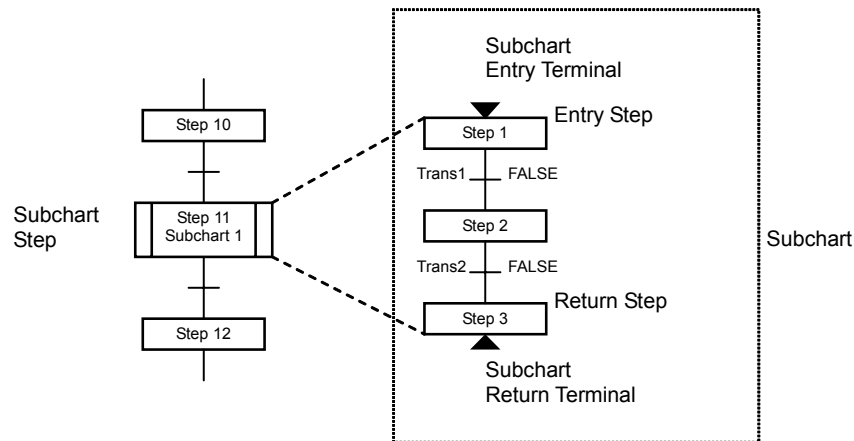 Subchart
Entry Terminal
Entry Step
Step 10
Step 1
Trans1
FALSE
Subchart
Step
Step 11
Subchart 1
Step 2
Subchart
Trans2
FALSE
Return Step
Step 12
Step 3
Subchart
Return Terminal